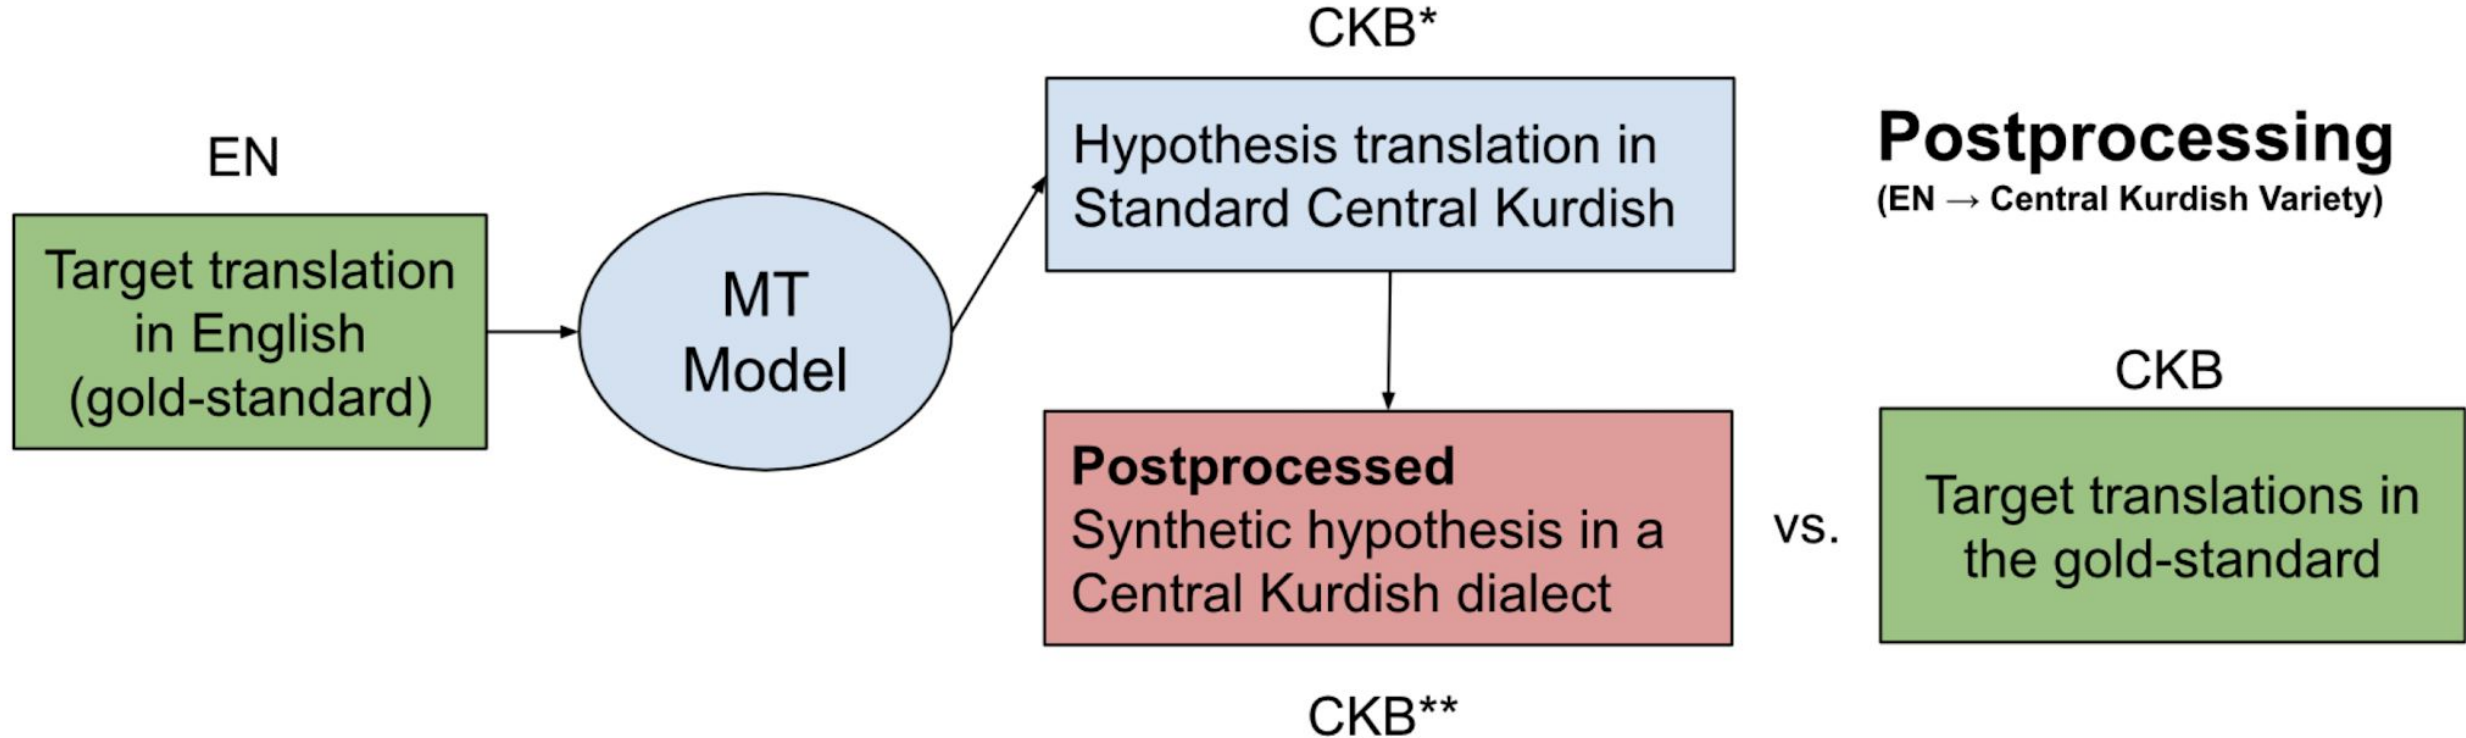 EN
Target translation
in English
(gold-standard)
MT
Model
CKB*
Hypothesis translation in
Standard Central Kurdish
Postprocessing
(EN → Central Kurdish Variety)
Postprocessed
Synthetic hypothesis in a
Central Kurdish dialect
CKB**
vs.
CKB
Target translations in
the gold-standard